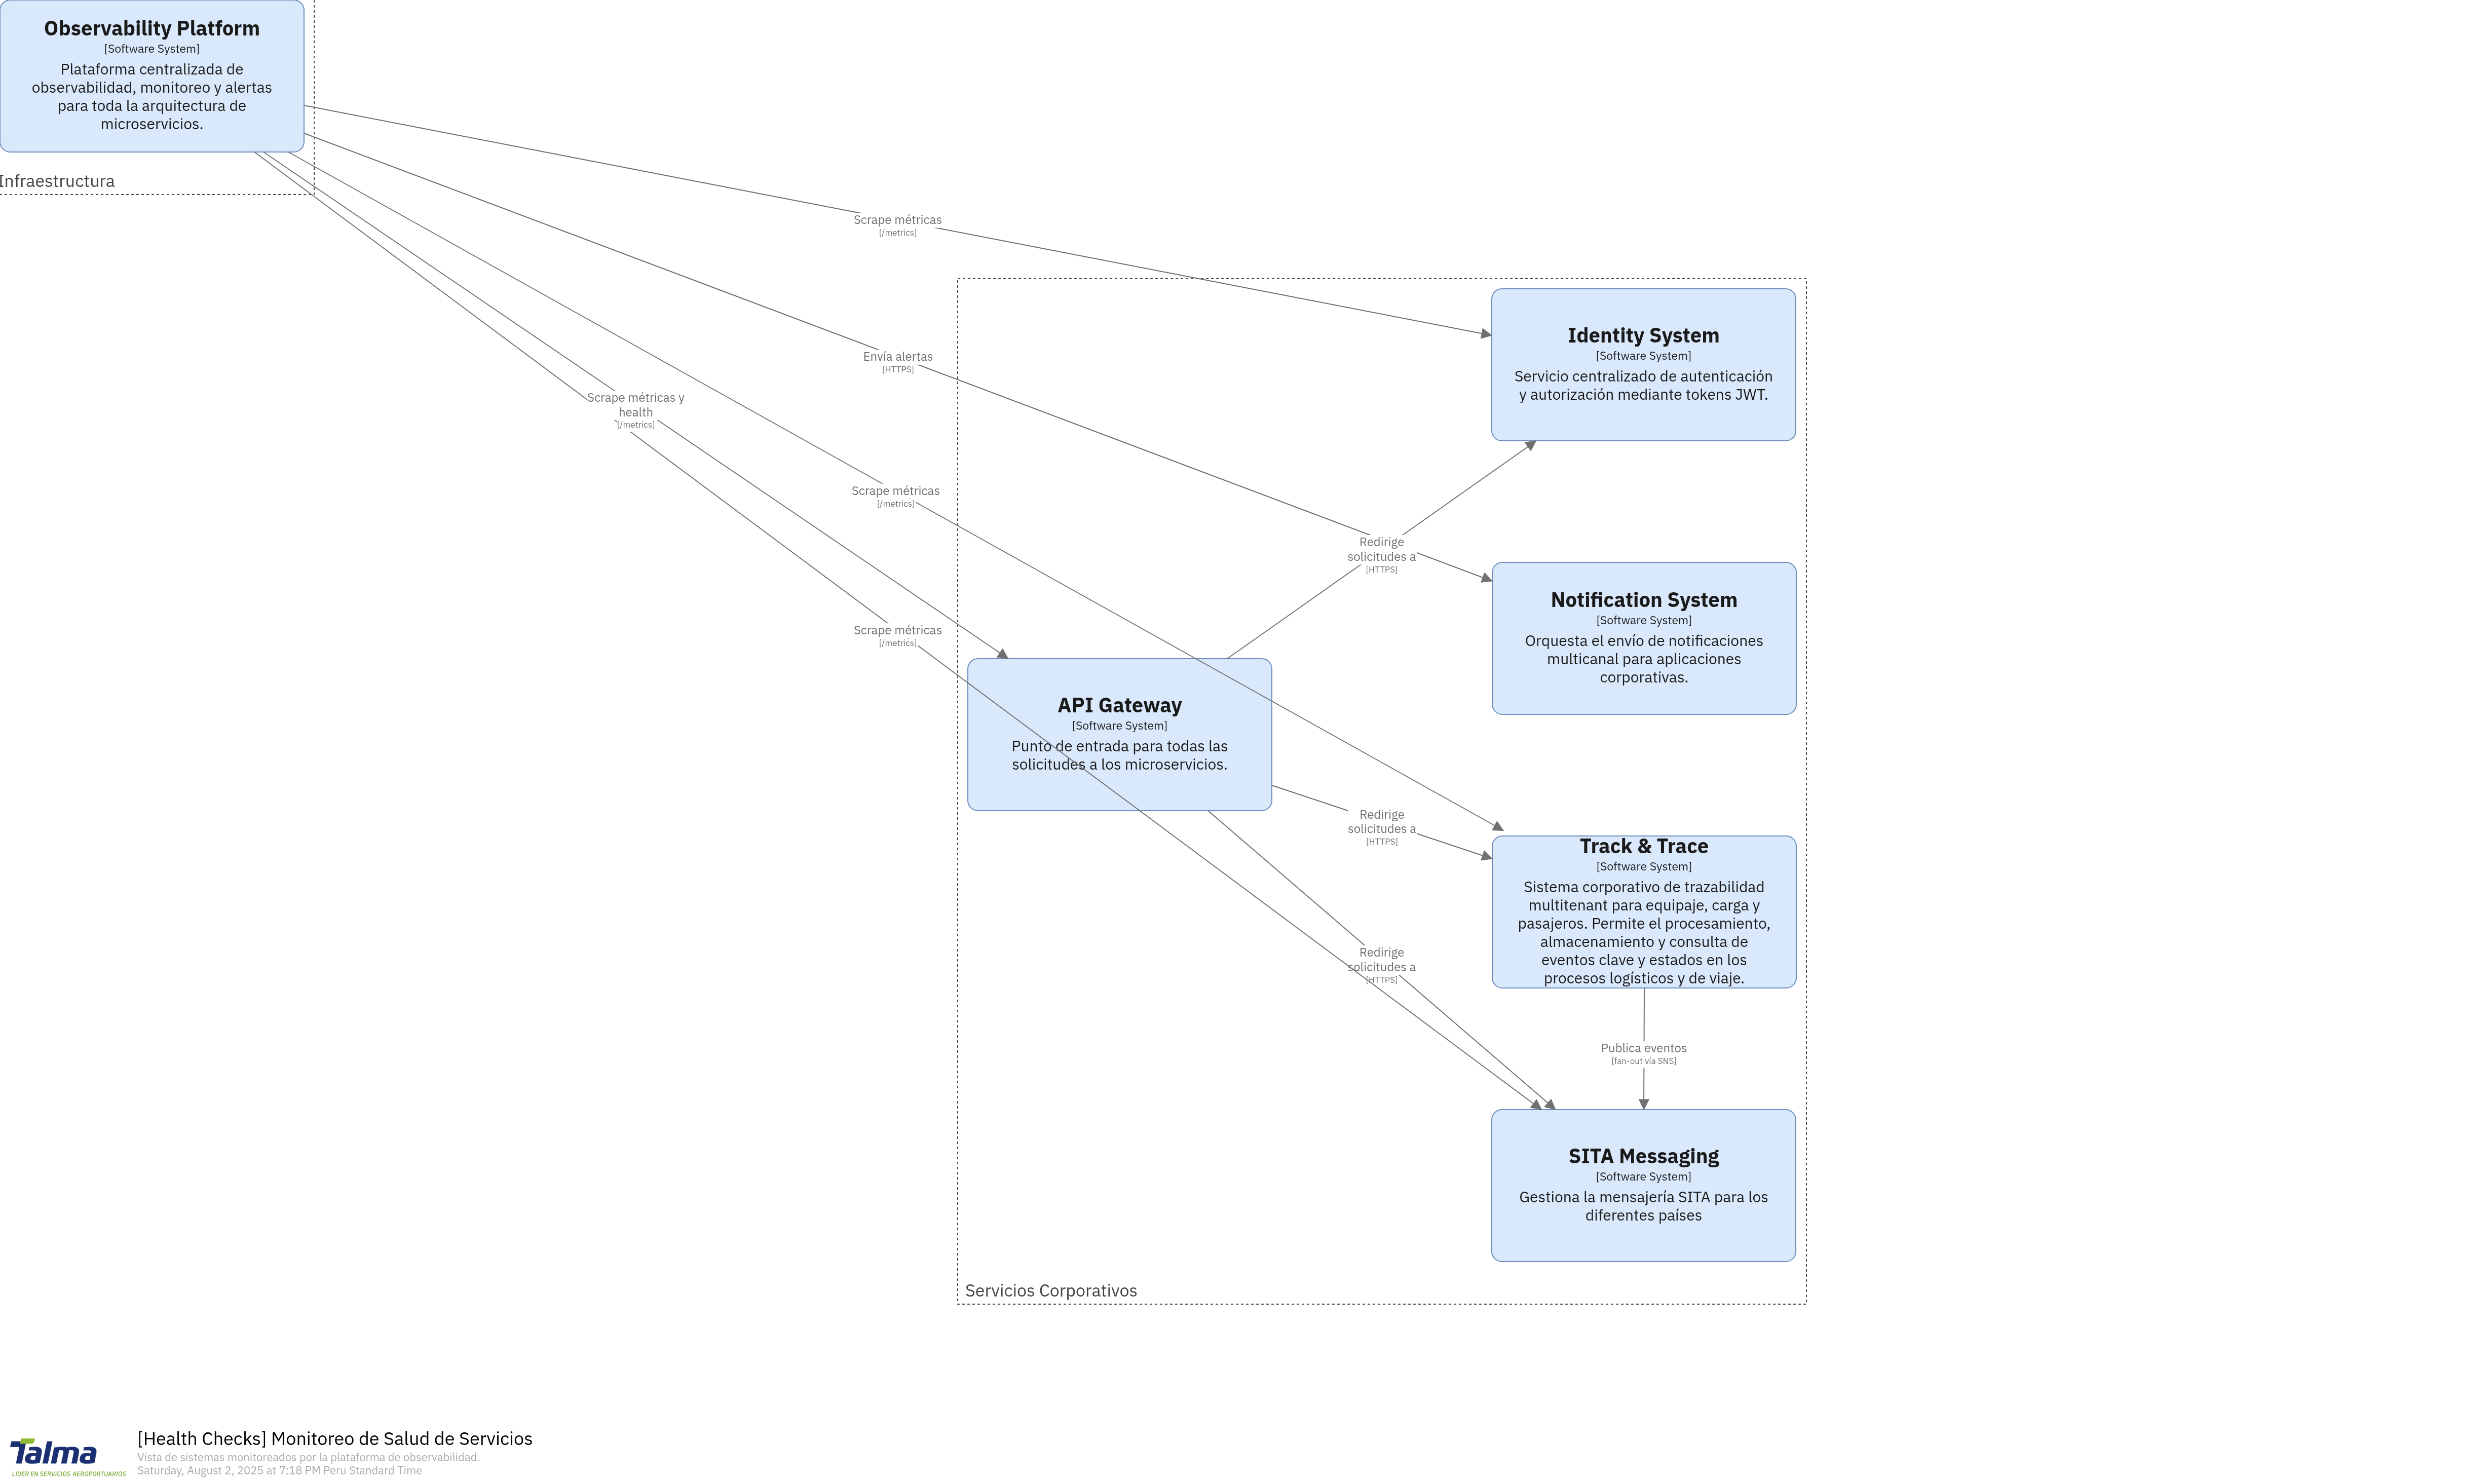 Observability Platform
[Software System]
Plataforma centralizada de
observabilidad, monitoreo y alertas
para toda la arquitectura de
microservicios.
Infraestructura
Scrape métricas
[/metrics]
Envía alertas
[HTTPS]
Scrape métricas y
health
[/metrics]
Scrape métricas
[/metrics]
Scrape métricas
[/metrics]
Identity System
[Software System]
Servicio centralizado de autenticación
y autorización mediante tokens JWT.
Redirige
solicitudes a
[HTTPS]
Notification System
[Software System]
Orquesta el envío de notificaciones
multicanal para aplicaciones
corporativas.
API Gateway
[Software System]
Punto de entrada para todas las
solicitudes a los microservicios.
Redirige
solicitudes a
[HTTPS]
Track & Trace
[Software System]
Sistema corporativo de trazabilidad
multitenant para equipaje, carga y
pasajeros. Permite el procesamiento,
almacenamiento y consulta de
eventos clave y estados en los
procesos logísticos y de viaje.
Redirige
solicitudes a
[HTTPS]
Publica eventos
[fan-out vía SNS]
SITA Messaging
[Software System]
Gestiona la mensajería SITA para los
diferentes países
Servicios Corporativos
Talma
LÍDER EN SERVICIOS AEROPORTUARIOS
[Health Checks] Monitoreo de Salud de Servicios
Vista de sistemas monitoreados por la plataforma de observabilidad.
Saturday, August 2, 2025 at 7:18 PM Peru Standard Time